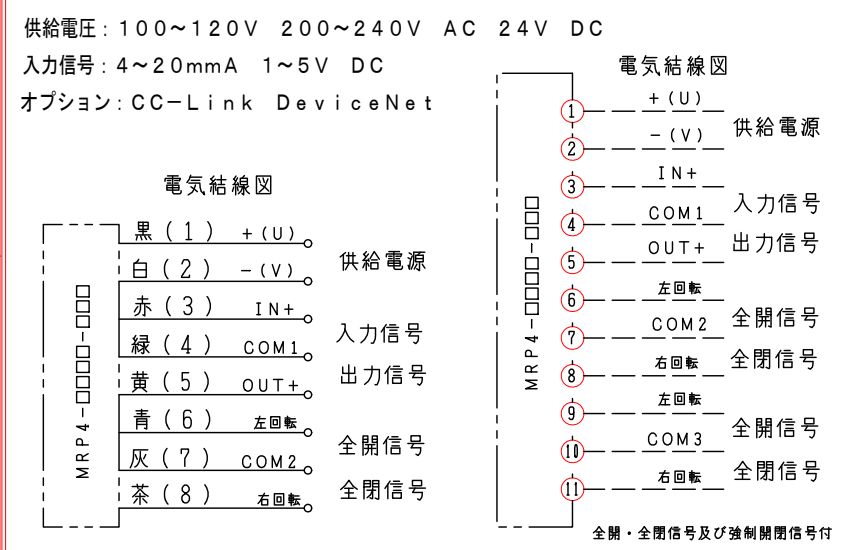 供給電圧：１００～１２０Ｖ　２００～２４０Ｖ　ＡＣ　２４Ｖ　ＤＣ
入力信号：４～２０ｍｍＡ　１～５Ｖ　ＤＣ
オプション：ＣＣ－Ｌｉｎｋ　ＤｅｖｉｃｅＮｅｔ
電気結線図
MRP4-□□□□-□□□
黒(1) +(U)
白(2) -(V)
供給電源
赤(3) IN+
緑(4) COM1
入力信号
黄(5) OUT+
出力信号
青(6) 左回転
灰(7) COM2
全開信号
茶(8) 右回転
全閉信号
電気結線図
MRP4-□□□□-□□□
① +(U)
② -(V)
供給電源
③ IN+
④ COM1
入力信号
⑤ OUT+
出力信号
⑥ 左回転
⑦ COM2
全開信号
⑧ 右回転
全閉信号
⑨ 左回転
⑩ COM3
全開信号
⑪ 右回転
全閉信号
全開・全閉信号及び強制開閉信号付